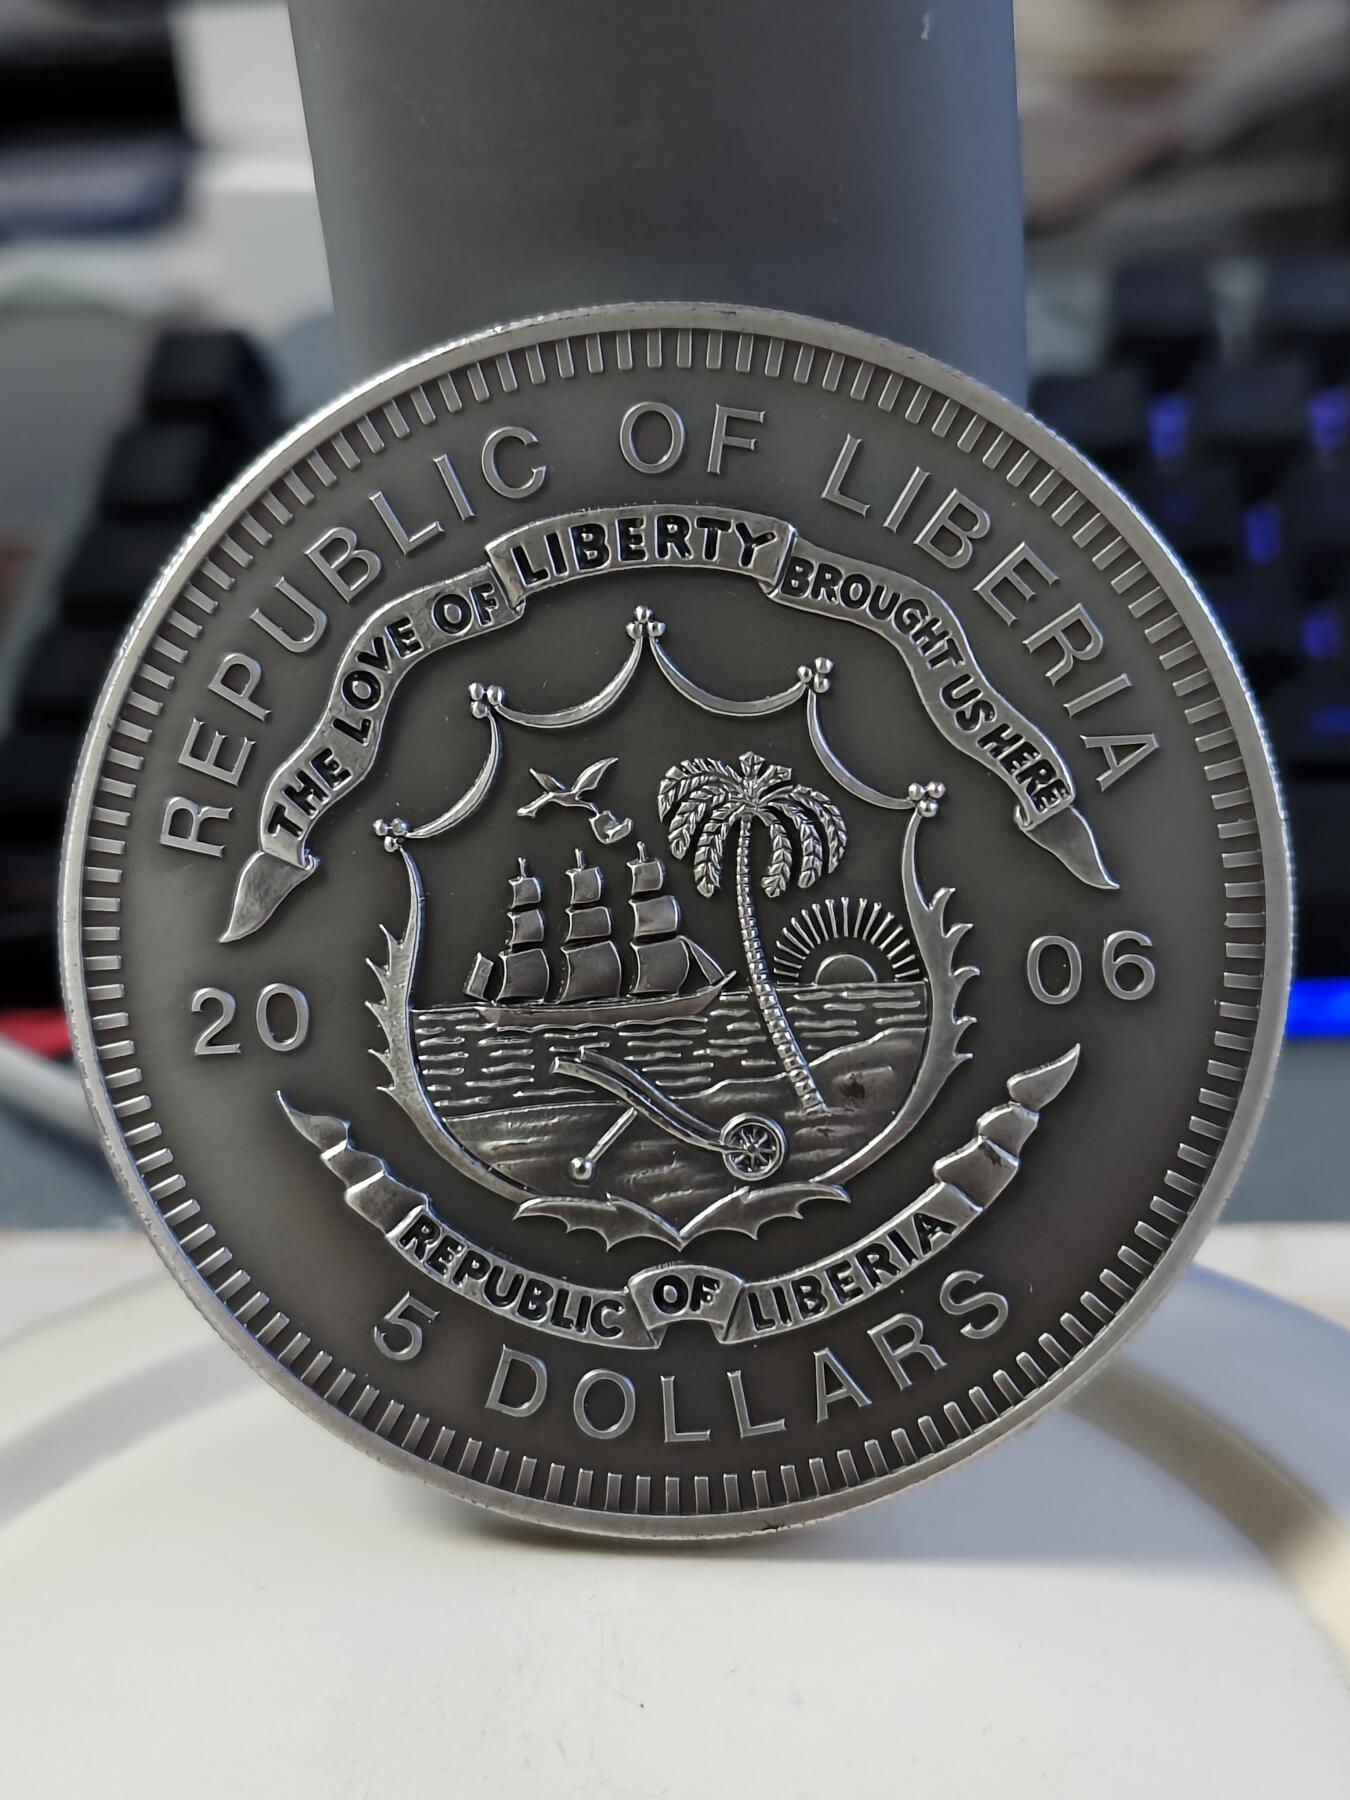 REPUBLIC OF LIBERIA
THE LOVE OF LIBERTY BROUGHT US HERE
20 06
REPUBLIC OF LIBERIA
5 DOLLARS